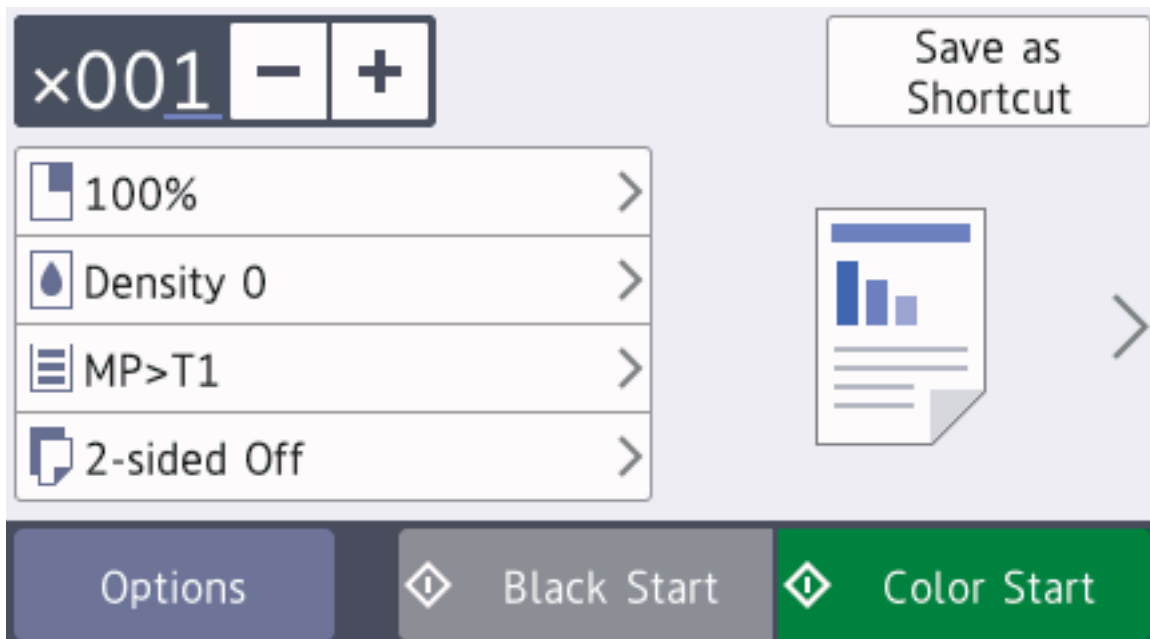 ×001 − +
Save as
Shortcut
100%
Density 0
MP>T1
2-sided Off
Options
Black Start
Color Start